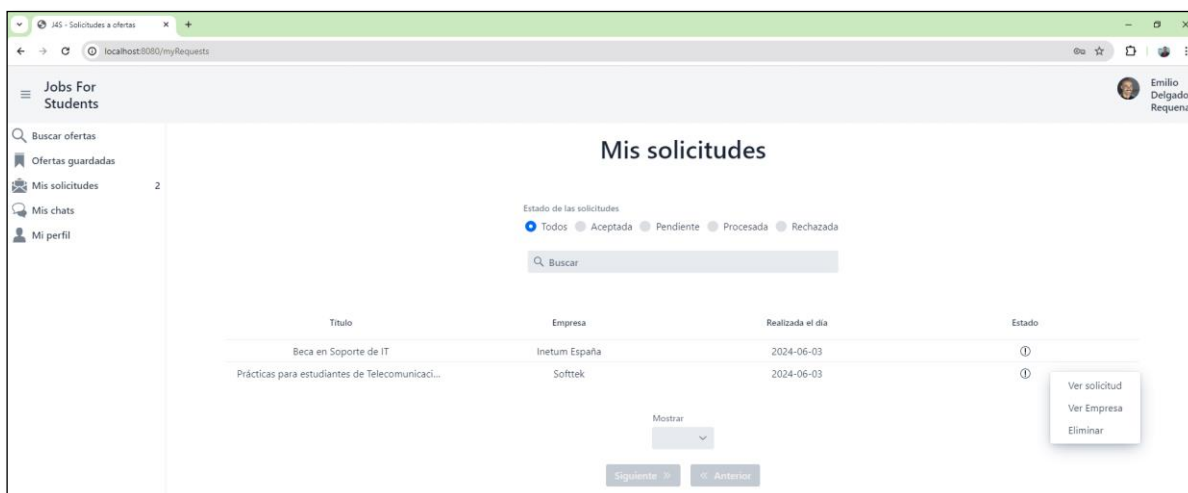 J4S - Solicitudes a ofertas
localhost:8080/myRequests
Jobs For
Students
Emilio
Delgado
Requena
Buscar ofertas
Ofertas guardadas
Mis solicitudes 2
Mis chats
Mi perfil
Mis solicitudes
Estado de las solicitudes
Todos Aceptada Pendiente Procesada Rechazada
Buscar
Título Empresa Realizada el día Estado
Beca en Soporte de IT Inetum España 2024-06-03
Prácticas para estudiantes de Telecomunicaci... Softtek 2024-06-03
Ver solicitud
Ver Empresa
Eliminar
Mostrar
Siguiente » « Anterior